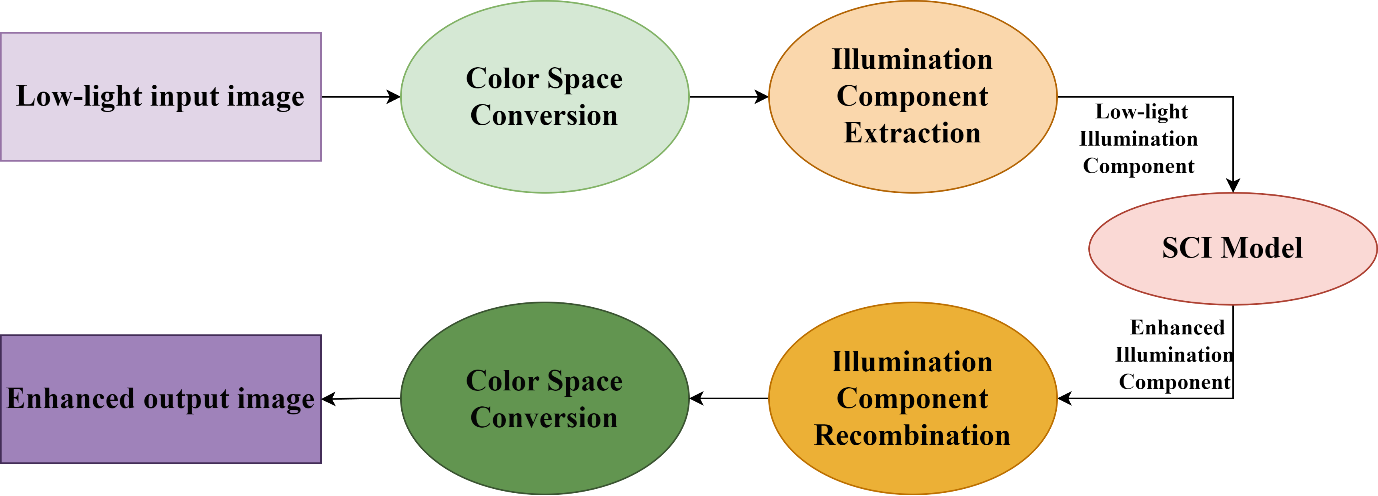 Low-light input image
Color Space
Conversion
Illumination
Component
Extraction
Low-light
Illumination
Component
SCI Model
Enhanced
Illumination
Component
Illumination
Component
Recombination
Color Space
Conversion
Enhanced output image